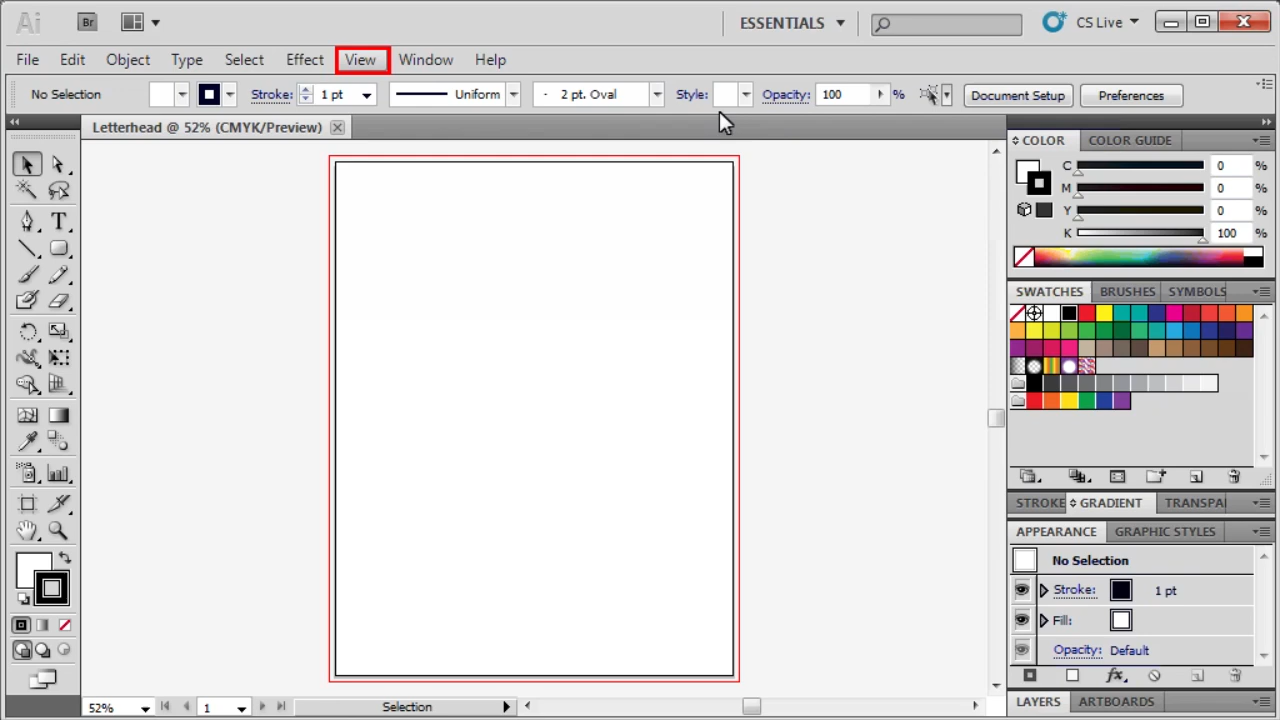 Ai Br ESSENTIALS CS Live
File Edit Object Type Select Effect View Window Help
No Selection Stroke: 1 pt Uniform 2 pt. Oval Style: Opacity: 100 % Document Setup Preferences
Letterhead @ 52% (CMYK/Preview)
COLOR COLOR GUIDE
C 0 %
M 0 %
Y 0 %
K 100 %
SWATCHES BRUSHES SYMBOLS
STROKE GRADIENT TRANSPA
APPEARANCE GRAPHIC STYLES
No Selection
Stroke: 1 pt
Fill:
Opacity: Default
fx
LAYERS ARTBOARDS
52% 1 Selection